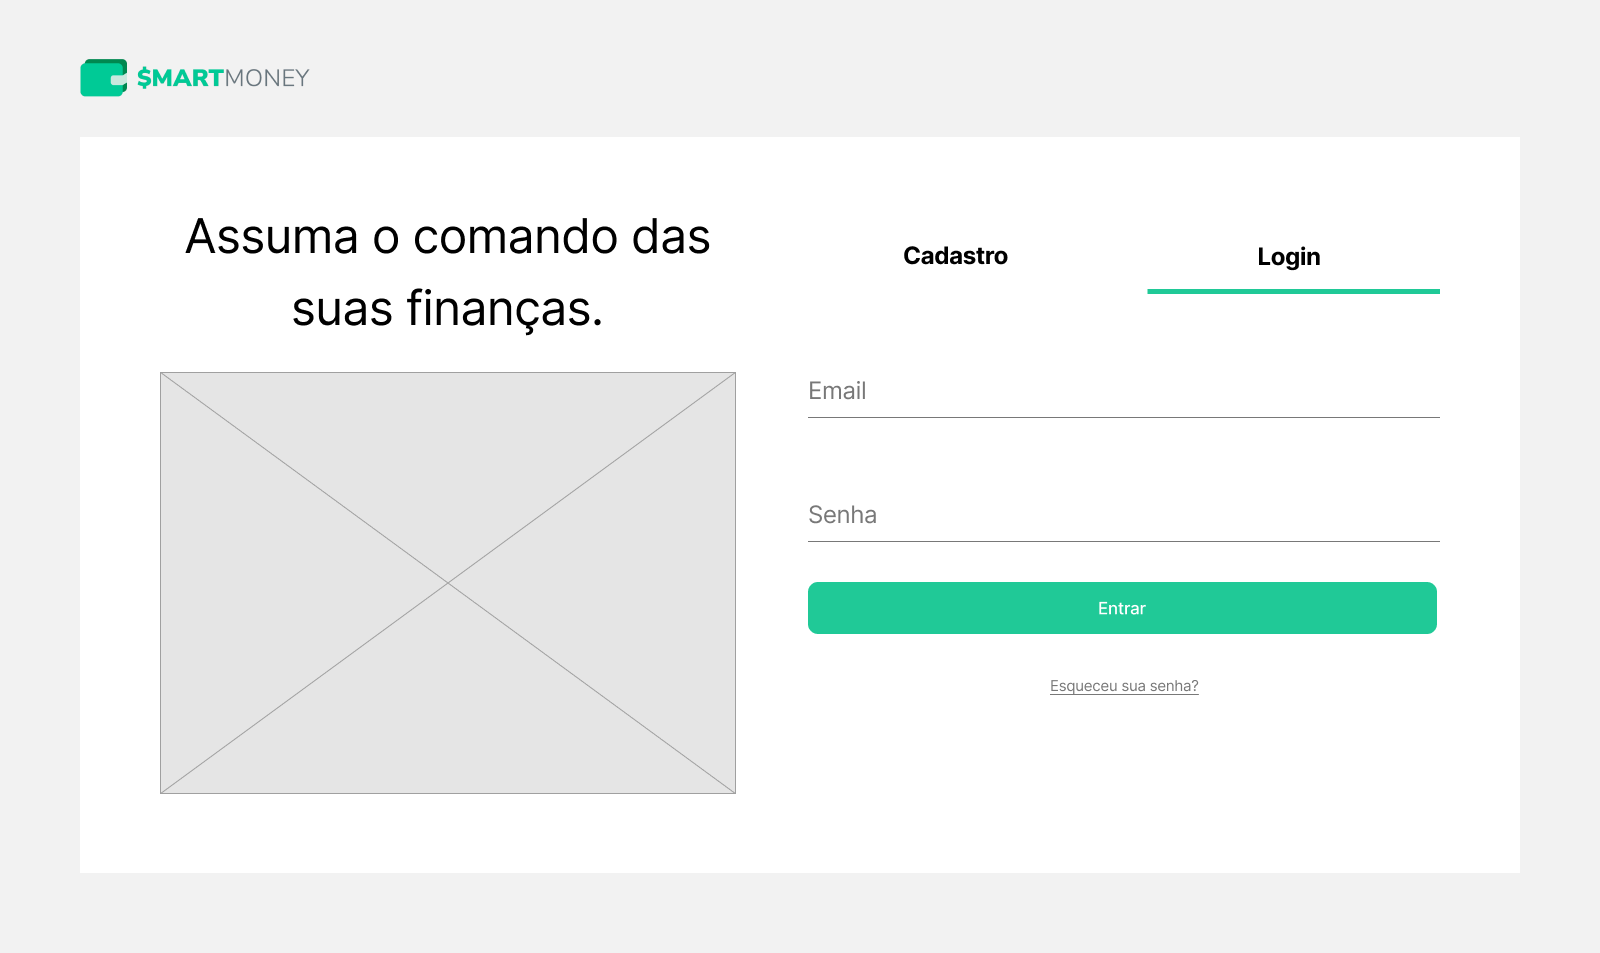 $MARTMONEY
Assuma o comando das
suas finanças.
Cadastro
Login
Email
Senha
Entrar
Esqueceu sua senha?